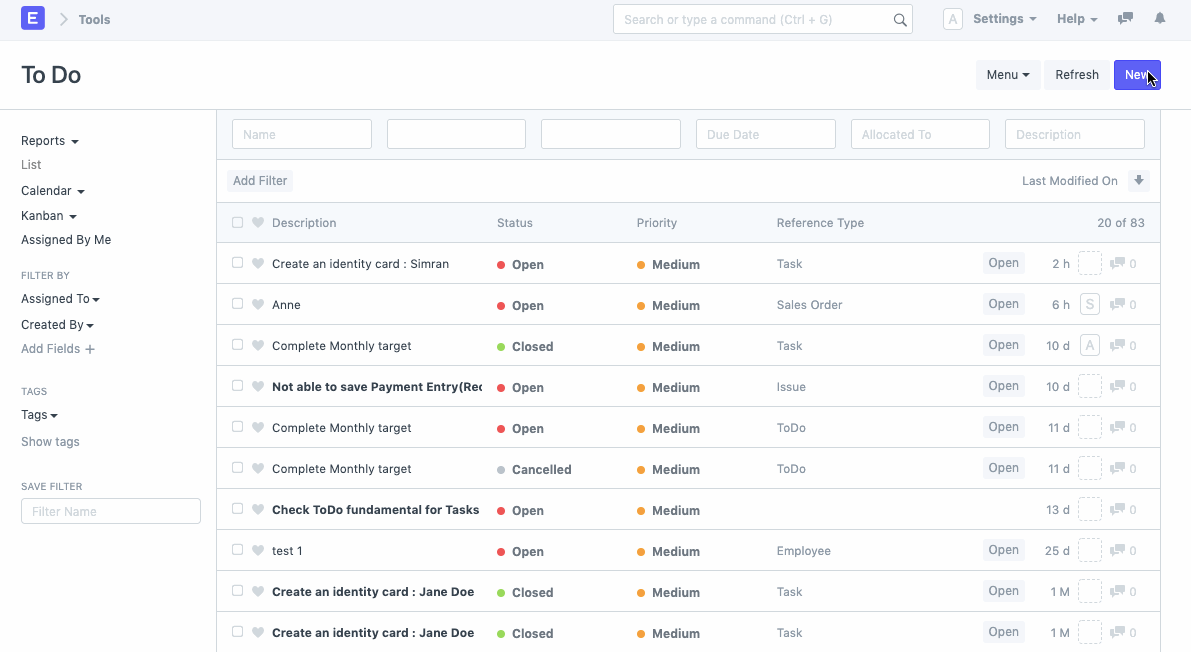 E Tools Search or type a command (Ctrl + G) A Settings Help
To Do Menu Refresh New
Reports
List
Calendar
Kanban
Assigned By Me
FILTER BY
Assigned To
Created By
Add Fields
TAGS
Tags
Show tags
SAVE FILTER
Filter Name
Name Due Date Allocated To Description
Add Filter Last Modified On
Description Status Priority Reference Type 20 of 83
Create an identity card : Simran Open Medium Task Open 2 h 0
Anne Open Medium Sales Order Open 6 h S 0
Complete Monthly target Closed Medium Task Open 10 d A 0
Not able to save Payment Entry(Rec Open Medium Issue Open 10 d 0
Complete Monthly target Open Medium ToDo Open 11 d 0
Complete Monthly target Cancelled Medium ToDo Open 11 d 0
Check ToDo fundamental for Tasks Open Medium 13 d 0
test 1 Open Medium Employee Open 25 d 0
Create an identity card : Jane Doe Closed Medium Task Open 1 M 0
Create an identity card : Jane Doe Closed Medium Task Open 1 M 0